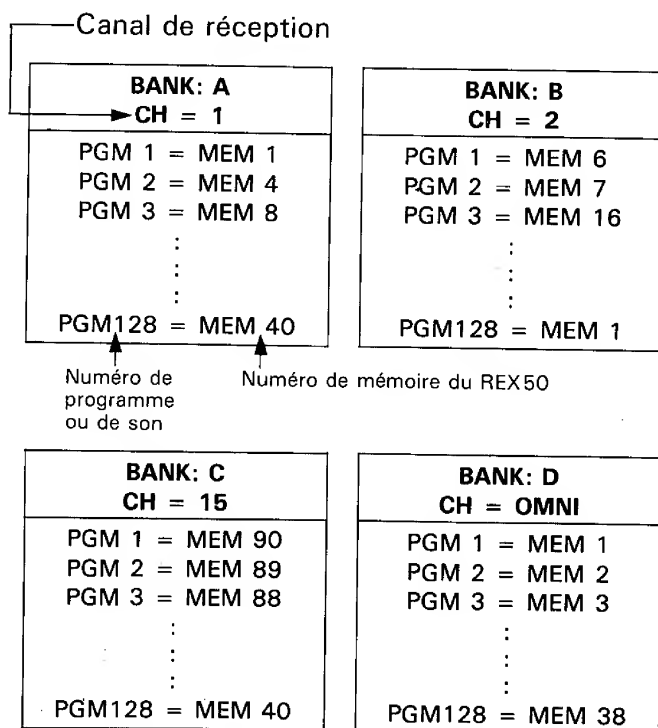 Canal de réception
BANK: A
CH = 1
PGM 1 = MEM 1
PGM 2 = MEM 4
PGM 3 = MEM 8
:
:
:
PGM128 = MEM 40
Numéro de
programme
ou de son
Numéro de mémoire du REX50
BANK: B
CH = 2
PGM 1 = MEM 6
PGM 2 = MEM 7
PGM 3 = MEM 16
:
:
:
PGM128 = MEM 1
BANK: C
CH = 15
PGM 1 = MEM 90
PGM 2 = MEM 89
PGM 3 = MEM 88
:
:
:
PGM128 = MEM 40
BANK: D
CH = OMNI
PGM 1 = MEM 1
PGM 2 = MEM 2
PGM 3 = MEM 3
:
:
:
PGM128 = MEM 38